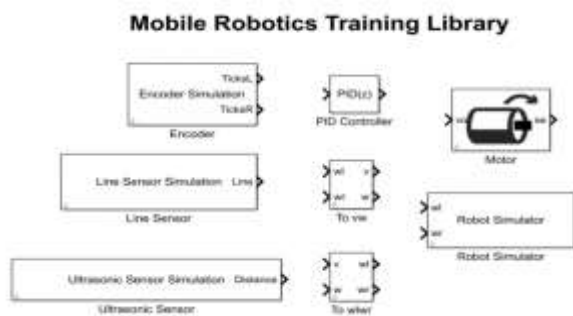 Mobile Robotics Training Library
TicksL
Encoder Simulation
TicksR
Encoder
PID(z)
PID Controller
Motor
Line Sensor Simulation Line
Line Sensor
wl v
wr w
To vw
wl
wr
Robot Simulator
Robot Simulator
Ultrasonic Sensor Simulation Distance
Ultrasonic Sensor
v wl
w wr
To wlwr